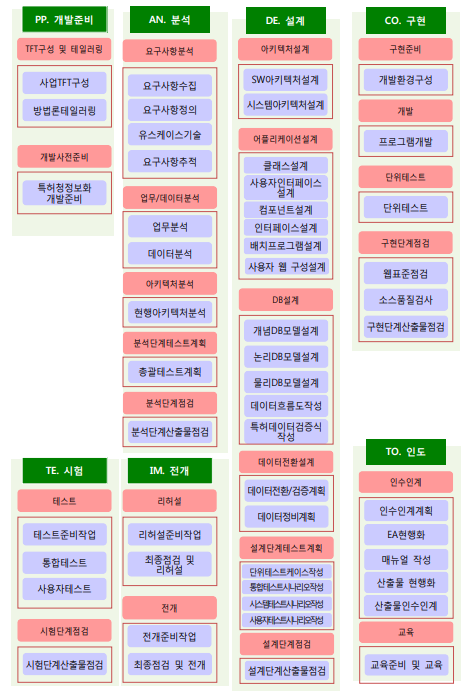 PP. 개발준비
TFT구성 및 테일러링
사업TFT구성
방법론테일러링
개발사전준비
특허청정보화
개발준비
AN. 분석
요구사항분석
요구사항수집
요구사항정의
유스케이스기술
요구사항추적
업무/데이터분석
업무분석
데이터분석
아키텍처분석
현행아키텍처분석
분석단계테스트계획
총괄테스트계획
분석단계점검
분석단계산출물점검
DE. 설계
아키텍처설계
SW아키텍처설계
시스템아키텍처설계
어플리케이션설계
클래스설계
사용자인터페이스
설계
컴포넌트설계
인터페이스설계
배치프로그램설계
사용자 웹 구성설계
DB설계
개념DB모델설계
논리DB모델설계
물리DB모델설계
데이터흐름도작성
특허데이터검증식
작성
데이터전환설계
데이터전환/검증계획
데이터정비계획
설계단계테스트계획
단위테스트케이스작성
통합테스트시나리오작성
시스템테스트시나리오작성
사용자테스트시나리오작성
설계단계점검
설계단계산출물점검
CO. 구현
구현준비
개발환경구성
개발
프로그램개발
단위테스트
단위테스트
구현단계점검
웹표준점검
소스품질검사
구현단계산출물점검
TE. 시험
테스트
테스트준비작업
통합테스트
사용자테스트
시험단계점검
시험단계산출물점검
IM. 전개
리허설
리허설준비작업
최종점검 및
리허설
전개
전개준비작업
최종점검 및 전개
TO. 인도
인수인계
인수인계계획
EA현행화
매뉴얼 작성
산출물 현행화
산출물인수인계
교육
교육준비 및 교육